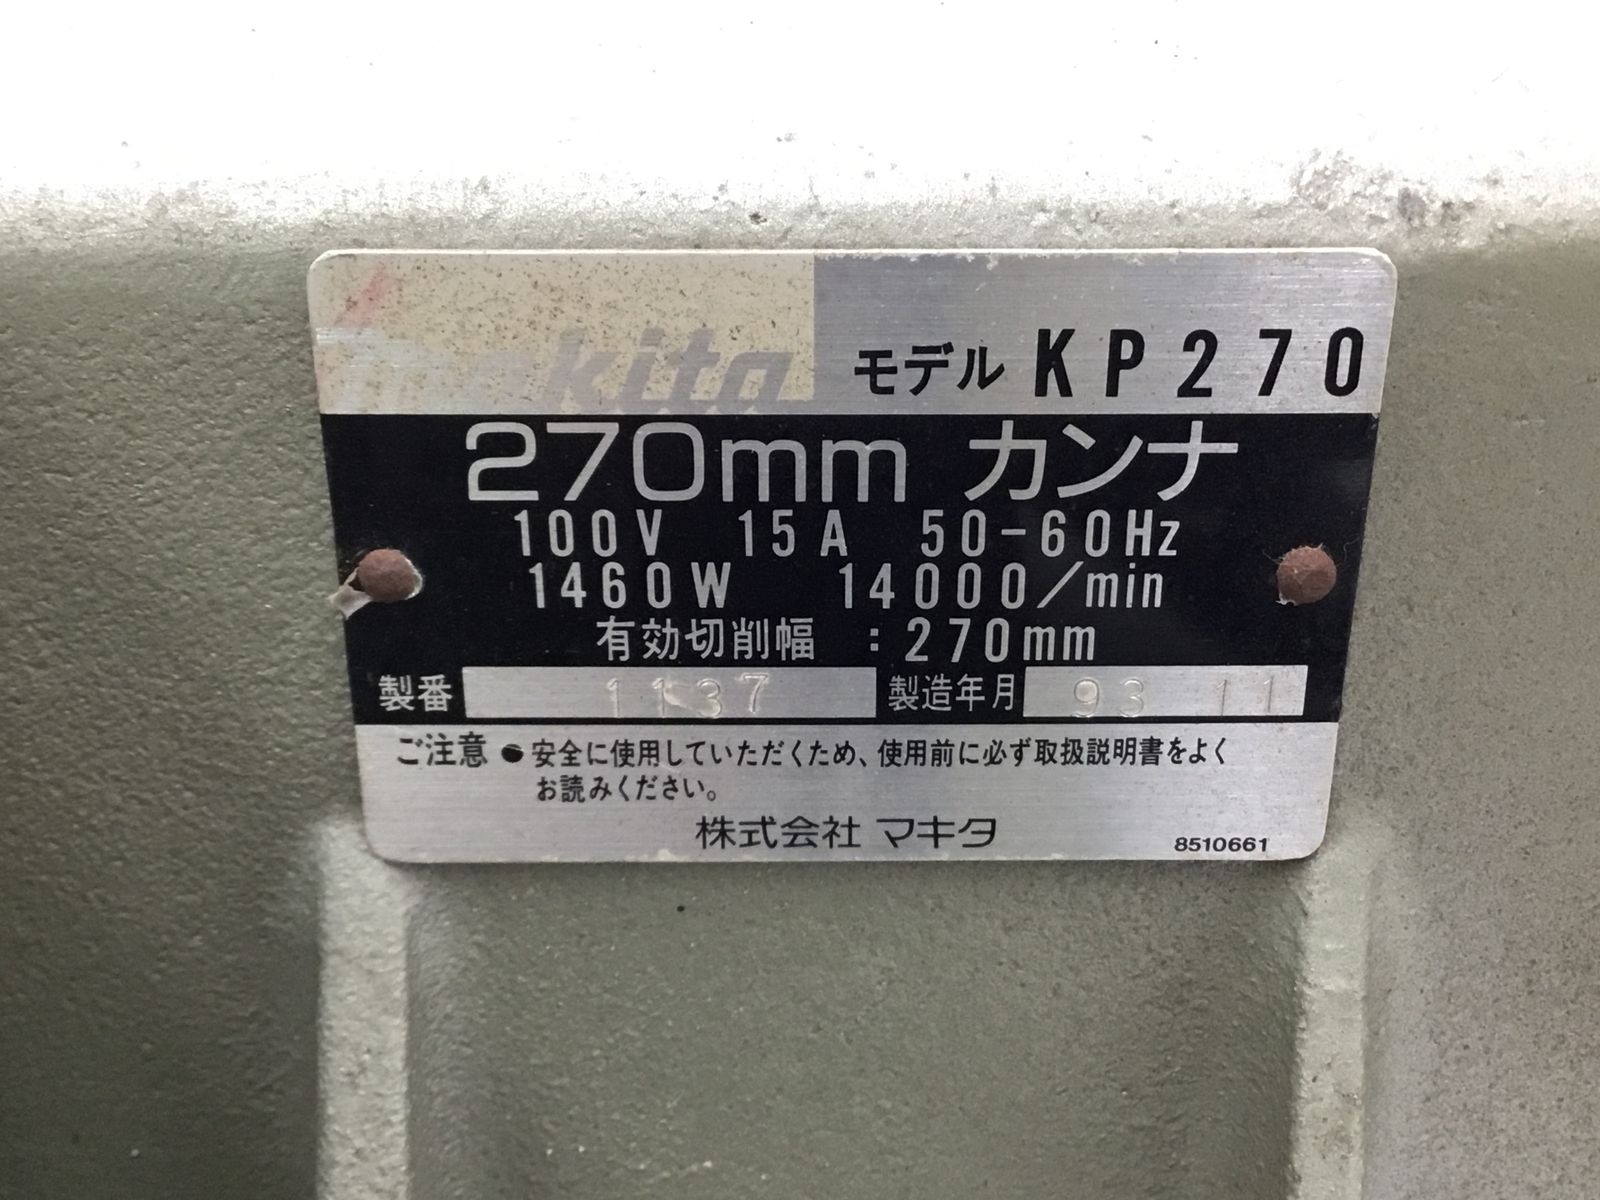 makita
モデル KP270
270mm カンナ
100V 15A 50-60Hz
1460W 14000/min
有効切削幅 : 270mm
製番 1137 製造年月 93 11
ご注意 ● 安全に使用していただくため、使用前に必ず取扱説明書をよく
お読みください。
株式会社 マキタ 8510661